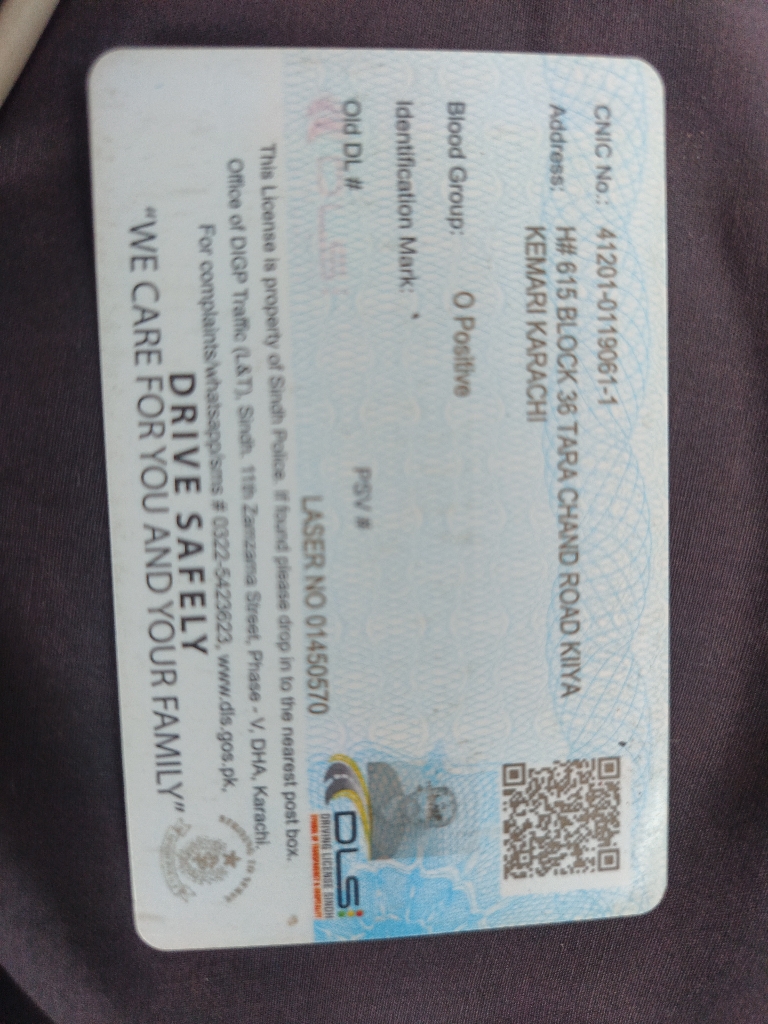 CNIC No.: 41201-0119061-1
Address: H# 615 BLOCK 36 TARA CHAND ROAD KIIYA
KEMARI KARACHI
Blood Group: O Positive
Identification Mark:
Old DL # PSV #
LASER NO 01450570
This License is property of Sindh Police. If found please drop in to the nearest post box.
Office of DIGP Traffic (L&T), Sindh. 11th Zamzama Street, Phase - V, DHA, Karachi.
For complaints/whatsapp/sms # 0322-5423623, www.dls.gos.pk,
DRIVE SAFELY
"WE CARE FOR YOU AND YOUR FAMILY"
DLS
DRIVING LICENSE SINDH